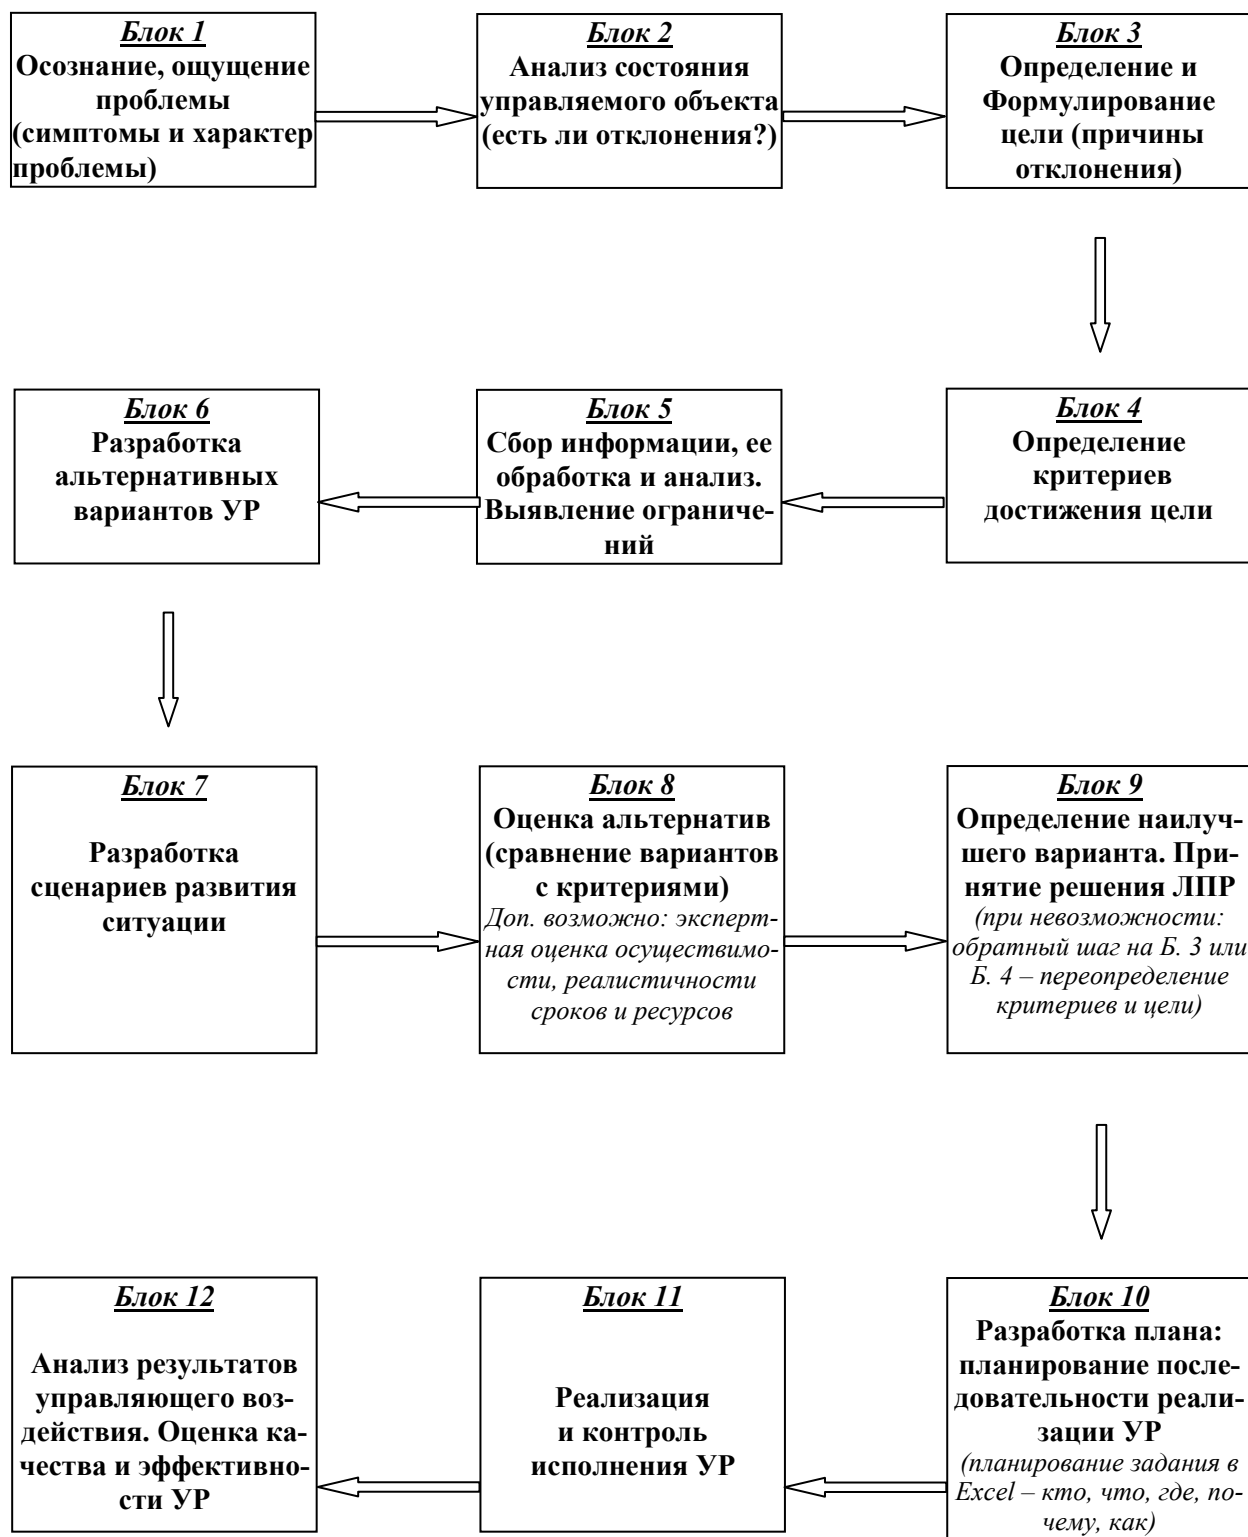 Блок 1
Осознание, ощущение
проблемы
(симптомы и характер
проблемы)
Блок 2
Анализ состояния
управляемого объекта
(есть ли отклонения?)
Блок 3
Определение и
Формулирование
цели (причины
отклонения)
Блок 6
Разработка
альтернативных
вариантов УР
Блок 5
Сбор информации, ее
обработка и анализ.
Выявление ограниче-
ний
Блок 4
Определение
критериев
достижения цели
Блок 7
Разработка
сценариев развития
ситуации
Блок 8
Оценка альтернатив
(сравнение вариантов
с критериями)
Доп. возможно: эксперт-
ная оценка осуществимо-
сти, реалистичности
сроков и ресурсов
Блок 9
Определение наилуч-
шего варианта. При-
нятие решения ЛПР
(при невозможности:
обратный шаг на Б. 3 или
Б. 4 – переопределение
критериев и цели)
Блок 12
Анализ результатов
управляющего воз-
действия. Оценка ка-
чества и эффективно-
сти УР
Блок 11
Реализация
и контроль
исполнения УР
Блок 10
Разработка плана:
планирование после-
довательности реали-
зации УР
(планирование задания в
Excel – кто, что, где, по-
чему, как)